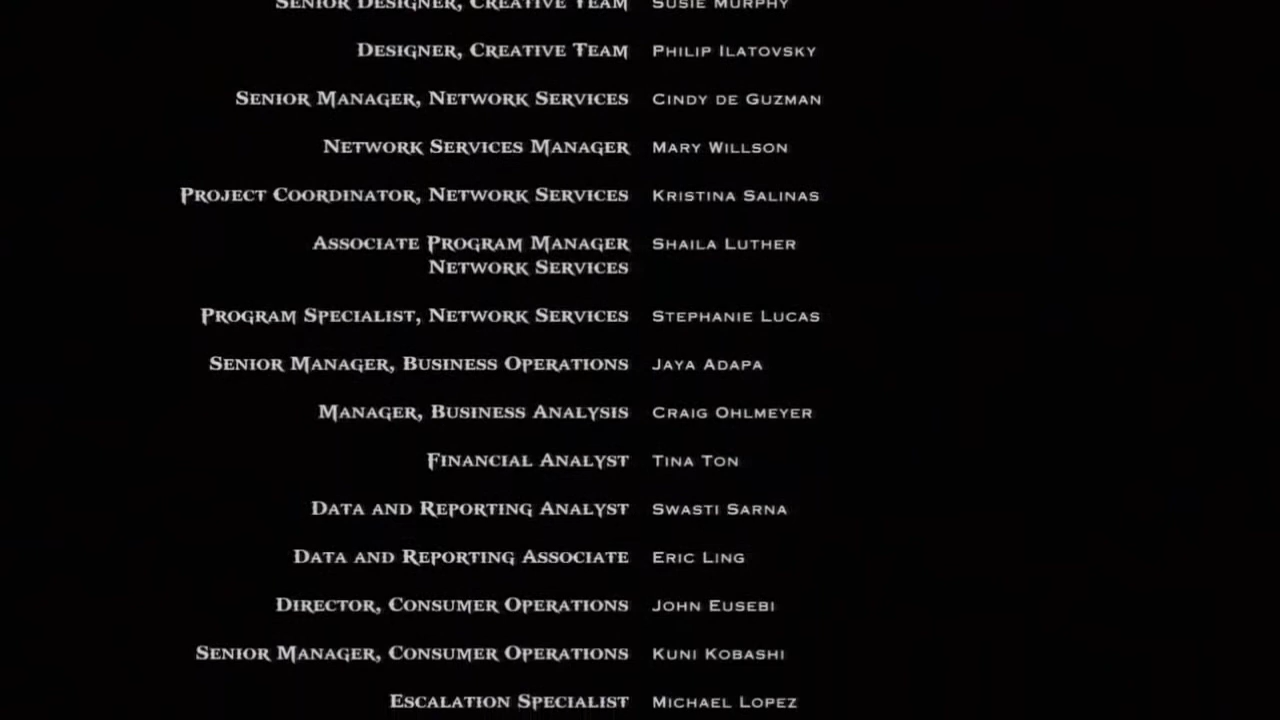 Senior Designer, Creative Team Susie Murphy
Designer, Creative Team Philip Ilatovsky
Senior Manager, Network Services Cindy de Guzman
Network Services Manager Mary Willson
Project Coordinator, Network Services Kristina Salinas
Associate Program Manager Shaila Luther
Network Services
Program Specialist, Network Services Stephanie Lucas
Senior Manager, Business Operations Jaya Adapa
Manager, Business Analysis Craig Ohlmeyer
Financial Analyst Tina Ton
Data and Reporting Analyst Swasti Sarna
Data and Reporting Associate Eric Ling
Director, Consumer Operations John Eusebi
Senior Manager, Consumer Operations Kuni Kobashi
Escalation Specialist Michael Lopez